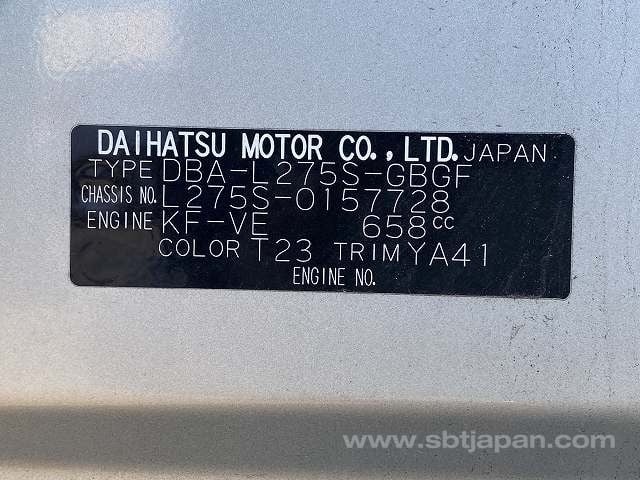 DAIHATSU MOTOR CO., LTD. JAPAN
TYPE DBA-L275S-GBGF
CHASSIS NO. L275S-0157728
ENGINE KF-VE 658cc
COLOR T23 TRIM YA41
ENGINE NO.
www.sbtjapan.com